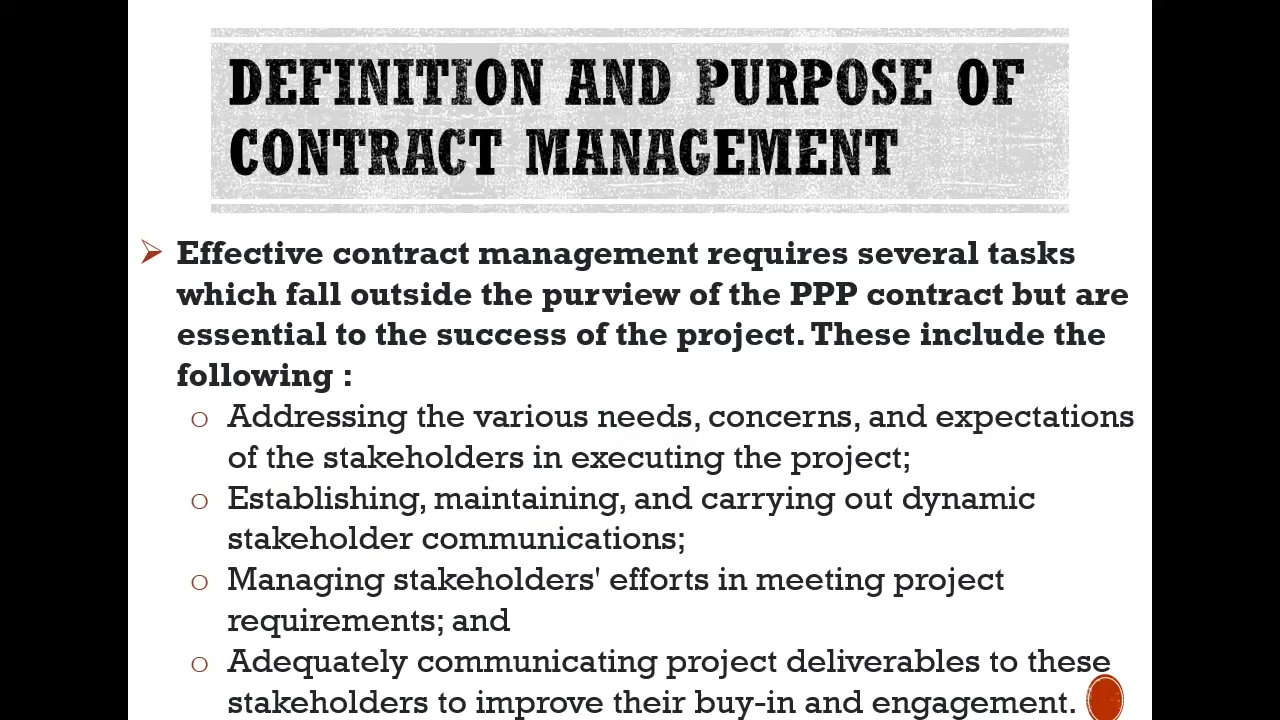 DEFINITION AND PURPOSE OF
CONTRACT MANAGEMENT
Effective contract management requires several tasks
which fall outside the purview of the PPP contract but are
essential to the success of the project. These include the
following :
o Addressing the various needs, concerns, and expectations
of the stakeholders in executing the project;
o Establishing, maintaining, and carrying out dynamic
stakeholder communications;
o Managing stakeholders' efforts in meeting project
requirements; and
o Adequately communicating project deliverables to these
stakeholders to improve their buy-in and engagement.